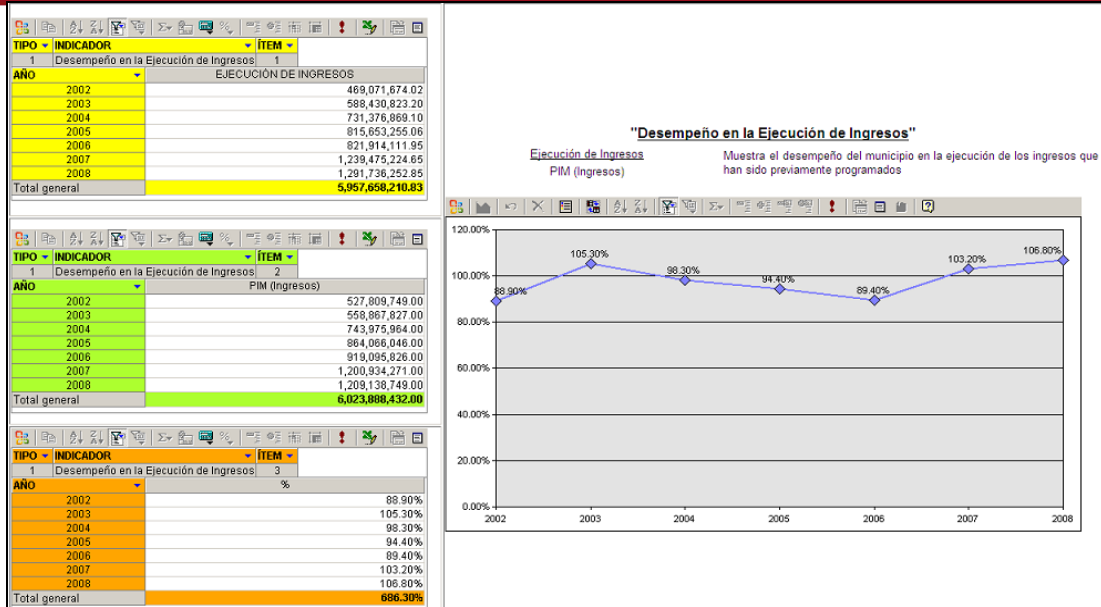 TIPO INDICADOR ÍTEM
1 Desempeño en la Ejecución de Ingresos 1
AÑO EJECUCIÓN DE INGRESOS
2002 469,071,674.02
2003 588,430,823.20
2004 731,376,869.10
2005 815,653,255.06
2006 821,914,111.95
2007 1,239,475,224.65
2008 1,291,736,252.85
Total general 5,957,658,210.83
TIPO INDICADOR ÍTEM
1 Desempeño en la Ejecución de Ingresos 2
AÑO PIM (Ingresos)
2002 527,809,749.00
2003 558,867,827.00
2004 743,975,964.00
2005 864,066,046.00
2006 919,095,826.00
2007 1,200,934,271.00
2008 1,209,138,749.00
Total general 6,023,888,432.00
TIPO INDICADOR ÍTEM
1 Desempeño en la Ejecución de Ingresos 3
AÑO %
2002 88.90%
2003 105.30%
2004 98.30%
2005 94.40%
2006 89.40%
2007 103.20%
2008 106.80%
Total general 686.30%
"Desempeño en la Ejecución de Ingresos"
Ejecución de Ingresos
PIM (Ingresos)
Muestra el desempeño del municipio en la ejecución de los ingresos que
han sido previamente programados
120.00%
100.00%
80.00%
60.00%
40.00%
20.00%
0.00%
88.90%
105.30%
98.30%
94.40%
89.40%
103.20%
106.80%
2002 2003 2004 2005 2006 2007 2008